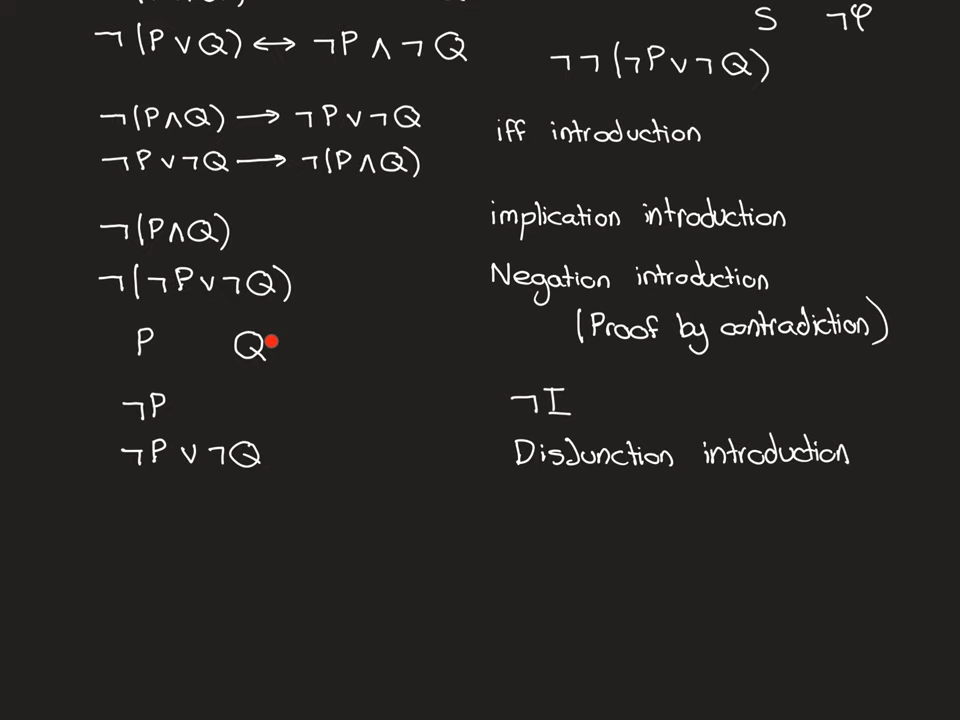 S ¬φ
¬(P∨Q) ↔ ¬P ∧ ¬Q
¬¬(¬P∨¬Q)
¬(P∧Q) → ¬P∨¬Q
iff introduction
¬P∨¬Q → ¬(P∧Q)
¬(P∧Q)
implication introduction
¬(¬P∨¬Q)
Negation introduction
(Proof by contradiction)
P Q
¬P
¬I
¬P∨¬Q
Disjunction introduction